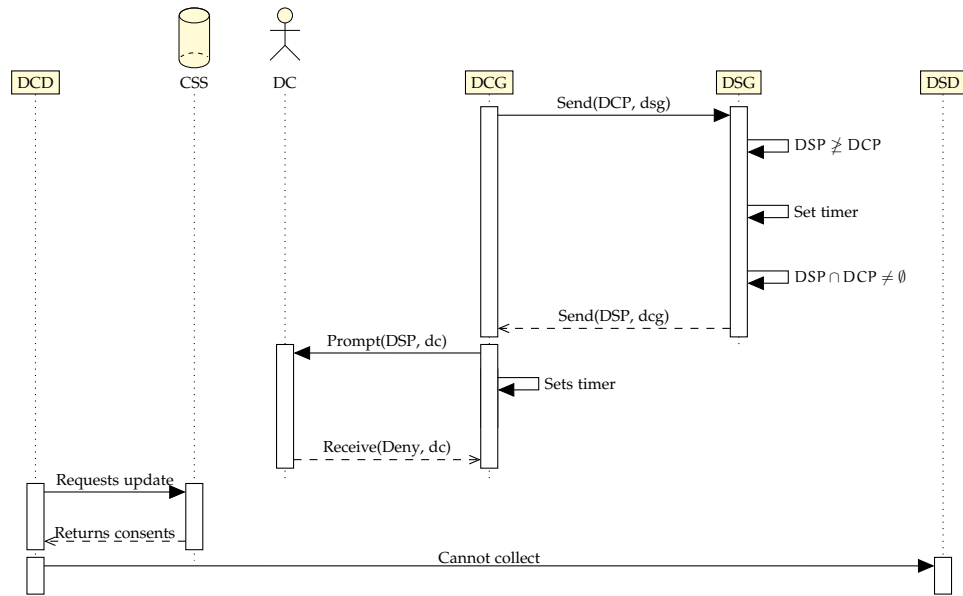 DCD
CSS
DC
DCG
DSG
DSD
Send(DCP, dsg)
DSP ≱ DCP
Set timer
DSP ∩ DCP ≠ ∅
Send(DSP, dcg)
Prompt(DSP, dc)
Sets timer
Receive(Deny, dc)
Requests update
Returns consents
Cannot collect